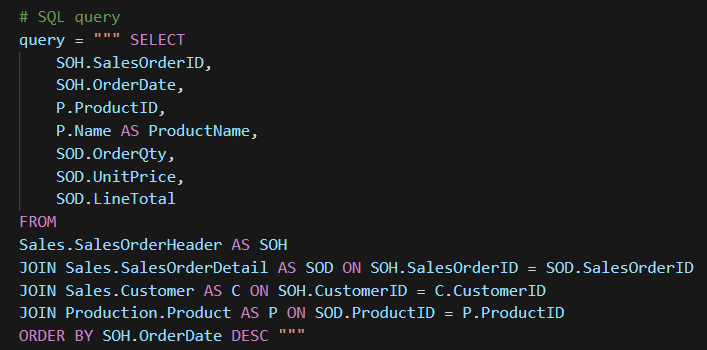 # SQL query
query = """ SELECT
    SOH.SalesOrderID,
    SOH.OrderDate,
    P.ProductID,
    P.Name AS ProductName,
    SOD.OrderQty,
    SOD.UnitPrice,
    SOD.LineTotal
FROM
Sales.SalesOrderHeader AS SOH
JOIN Sales.SalesOrderDetail AS SOD ON SOH.SalesOrderID = SOD.SalesOrderID
JOIN Sales.Customer AS C ON SOH.CustomerID = C.CustomerID
JOIN Production.Product AS P ON SOD.ProductID = P.ProductID
ORDER BY SOH.OrderDate DESC """